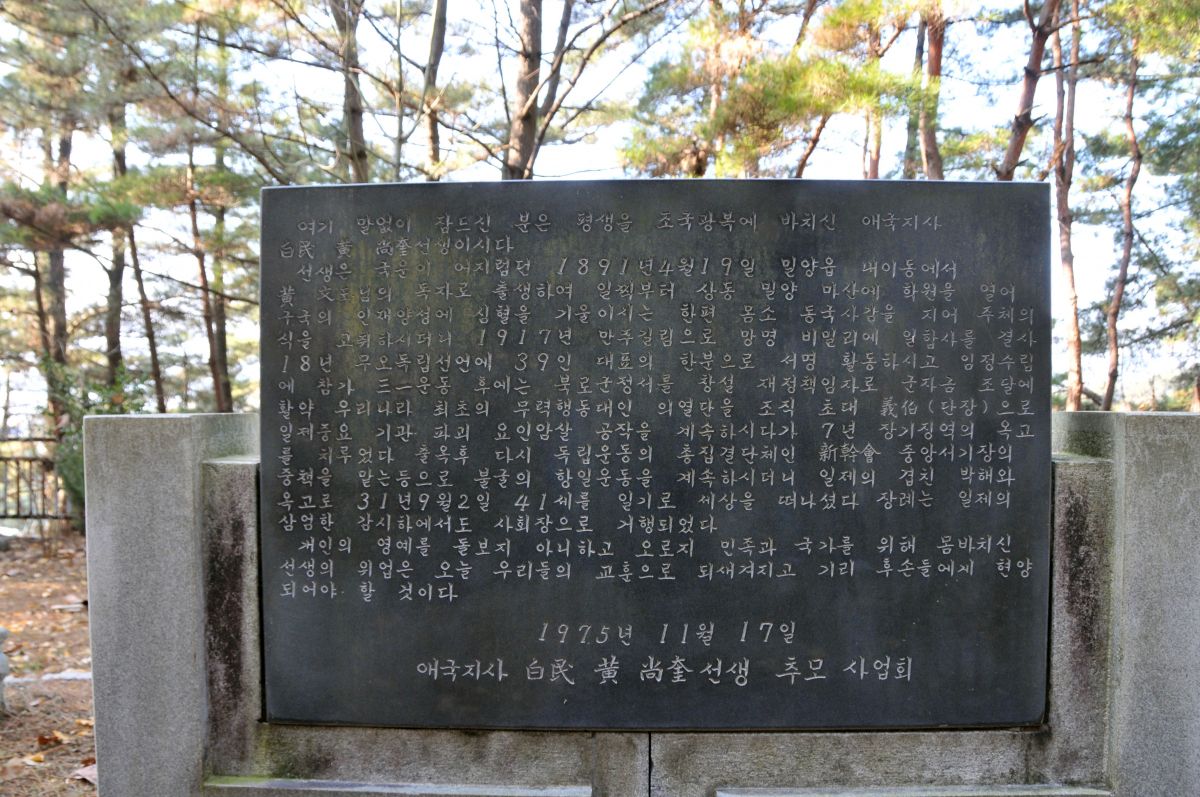 여기 말없이 잠드신 분은 평생을 조국광복에 바치신 애국지사
白民 黃 尙奎선생이시다
선생은 국운이 어지럽던 1891년4월19일 밀양읍 내이동에서
黃 文玉님의 독자로 출생하여 일찍부터 상동 밀양 마산에 학원을 열어
구국의 인재양성에 심혈을 기울이시는 한편 몸소 동국사감을 지어 주체의
식을 고취하시더니 1917년 만주길림으로 망명 비밀리에 일합사를 결사
18년 무오독립선언에 39인 대표의 한분으로 서명 활동하시고 임정수립
에 참가 三一운동 후에는 북로군정서를 창설 재정책임자로 군자금 조달에
활약 우리나라 최초의 무력행동대인 의열단을 조직 초대 義伯(단장)으로
일제중요 기관 파괴 요인암살 공작을 계속하시다가 7년 장기징역의 옥고
를 치루었다 출옥후 다시 독립운동의 총집결단체인 新幹會 중앙서기장의
중책을 맡는등으로 불굴의 항일운동을 계속하시더니 일제의 겹친 박해와
옥고로 31년9월2일 41세를 일기로 세상을 떠나셨다 장례는 일제의
삼엄한 감시하에서도 사회장으로 거행되었다
개인의 영예를 돌보지 아니하고 오로지 민족과 국가를 위해 몸바치신
선생의 위업은 오늘 우리들의 교훈으로 되새겨지고 기리 후손들에게 현양
되어야 할 것이다
1975년 11월 17일
애국지사 白民 黃 尙奎선생 추모 사업회